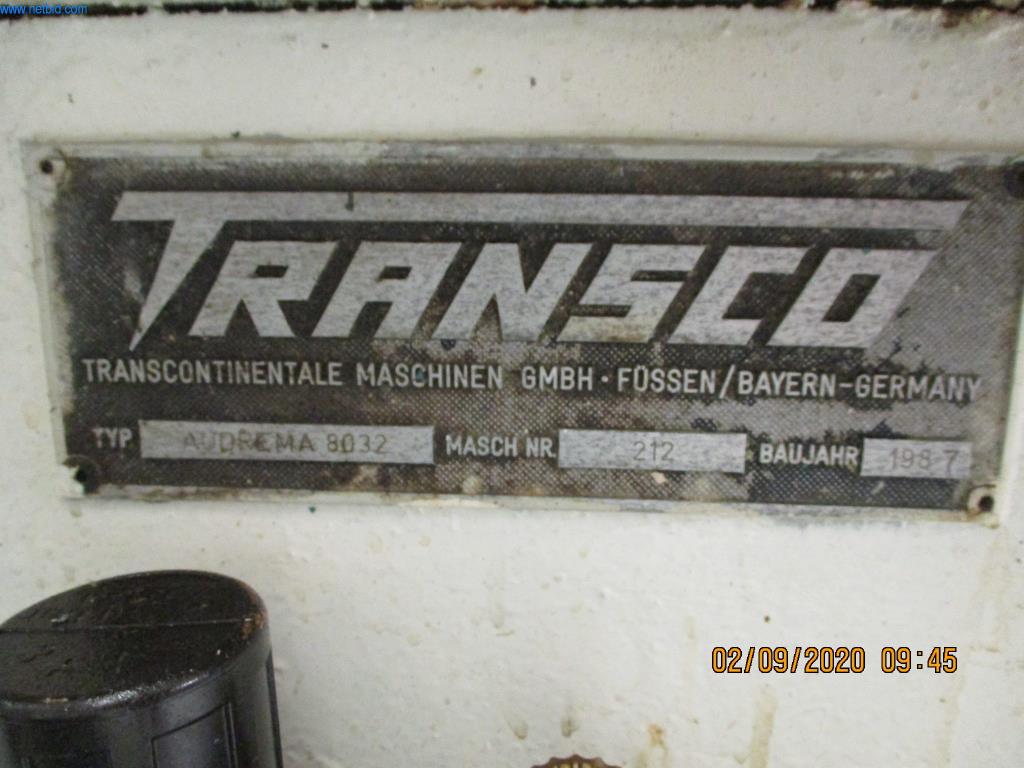 www.netbid.com
TRANSCO
TRANSCONTINENTALE MASCHINEN GMBH · FÜSSEN/BAYERN-GERMANY
TYP AUDREMA 8032 MASCH NR. 212 BAUJAHR 1987
02/09/2020 09:45